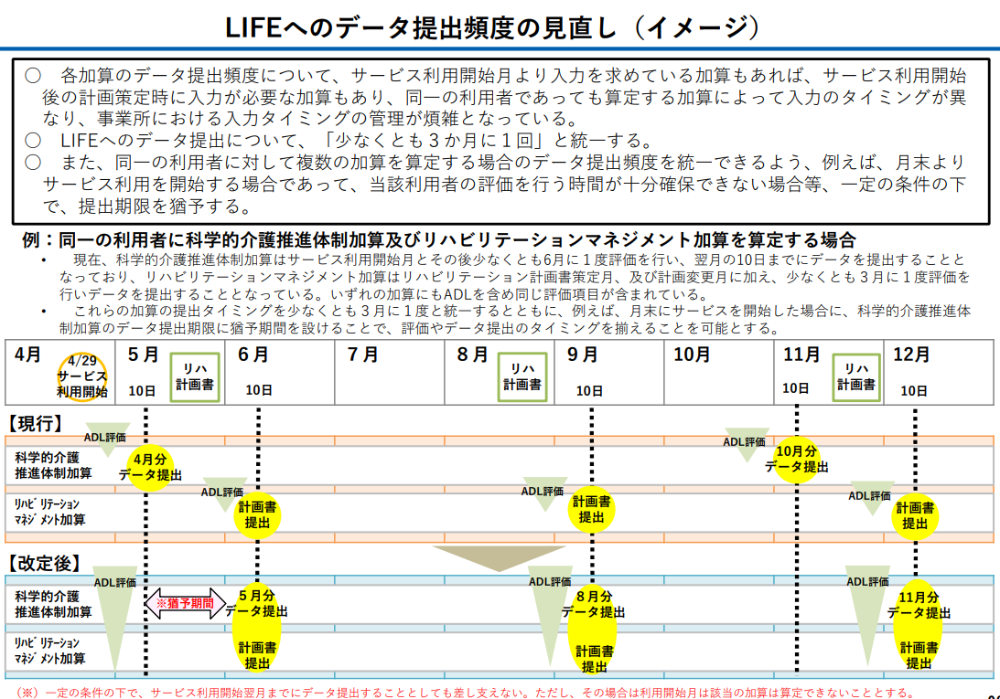 LIFEへのデータ提出頻度の見直し（イメージ）
○　各加算のデータ提出頻度について、サービス利用開始月より入力を求めている加算もあれば、サービス利用開始
後の計画策定時に入力が必要な加算もあり、同一の利用者であっても算定する加算によって入力のタイミングが異
なり、事業所における入力タイミングの管理が煩雑となっている。
○　LIFEへのデータ提出について、「少なくとも３か月に１回」と統一する。
○　また、同一の利用者に対して複数の加算を算定する場合のデータ提出頻度を統一できるよう、例えば、月末より
サービス利用を開始する場合であって、当該利用者の評価を行う時間が十分確保できない場合等、一定の条件の下
で、提出期限を猶予する。
例：同一の利用者に科学的介護推進体制加算及びリハビリテーションマネジメント加算を算定する場合
•　現在、科学的介護推進体制加算はサービス利用開始月とその後少なくとも6月に１度評価を行い、翌月の10日までにデータを提出することと
なっており、リハビリテーションマネジメント加算はリハビリテーション計画書策定月、及び計画変更月に加え、少なくとも３月に１度評価を
行いデータを提出することとなっている。いずれの加算にもADLを含め同じ評価項目が含まれている。
•　これらの加算の提出タイミングを少なくとも３月に１度と統一するとともに、例えば、月末にサービスを開始した場合に、科学的介護推進体
制加算のデータ提出期限に猶予期間を設けることで、評価やデータ提出のタイミングを揃えることを可能とする。
4月
4/29
サービス
利用開始
5月
10日
リハ
計画書
6月
10日
7月
8月
リハ
計画書
9月
10日
10月
11月
10日
リハ
計画書
12月
10日
【現行】
ADL評価
科学的介護
推進体制加算
4月分
データ提出
ADL評価
10月分
データ提出
ﾘﾊﾋﾞﾘﾃｰｼｮﾝ
ﾏﾈｼﾞﾒﾝﾄ加算
ADL評価
計画書
提出
ADL評価
計画書
提出
ADL評価
計画書
提出
【改定後】
ADL評価
科学的介護
推進体制加算
※猶予期間
5月分
データ提出
ADL評価
8月分
データ提出
ADL評価
11月分
データ提出
ﾘﾊﾋﾞﾘﾃｰｼｮﾝ
ﾏﾈｼﾞﾒﾝﾄ加算
計画書
提出
計画書
提出
計画書
提出
（※）一定の条件の下で、サービス利用開始翌月までにデータ提出することとしても差し支えない。ただし、その場合は利用開始月は該当の加算は算定できないこととする。